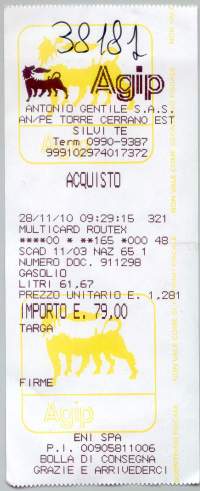 38181
Agip
ANTONIO GENTILE S.A.S.
AN/PE TORRE CERRANO EST
SILVI TE
Term 0990-9387
999102974017372
ACQUISTO
28/11/10 09:29:15 321
MULTICARD ROUTEX
****00 * **165 *000 48
SCAD 11/03 NAZ 65 1
NUMERO DOC. 911298
GASOLIO
LITRI 61,67
PREZZO UNITARIO E. 1,281
IMPORTO E. 79,00
TARGA
FIRME
Agip
ENI SPA
P.I. 00905811006
BOLLA DI CONSEGNA
GRAZIE E ARRIVEDERCI